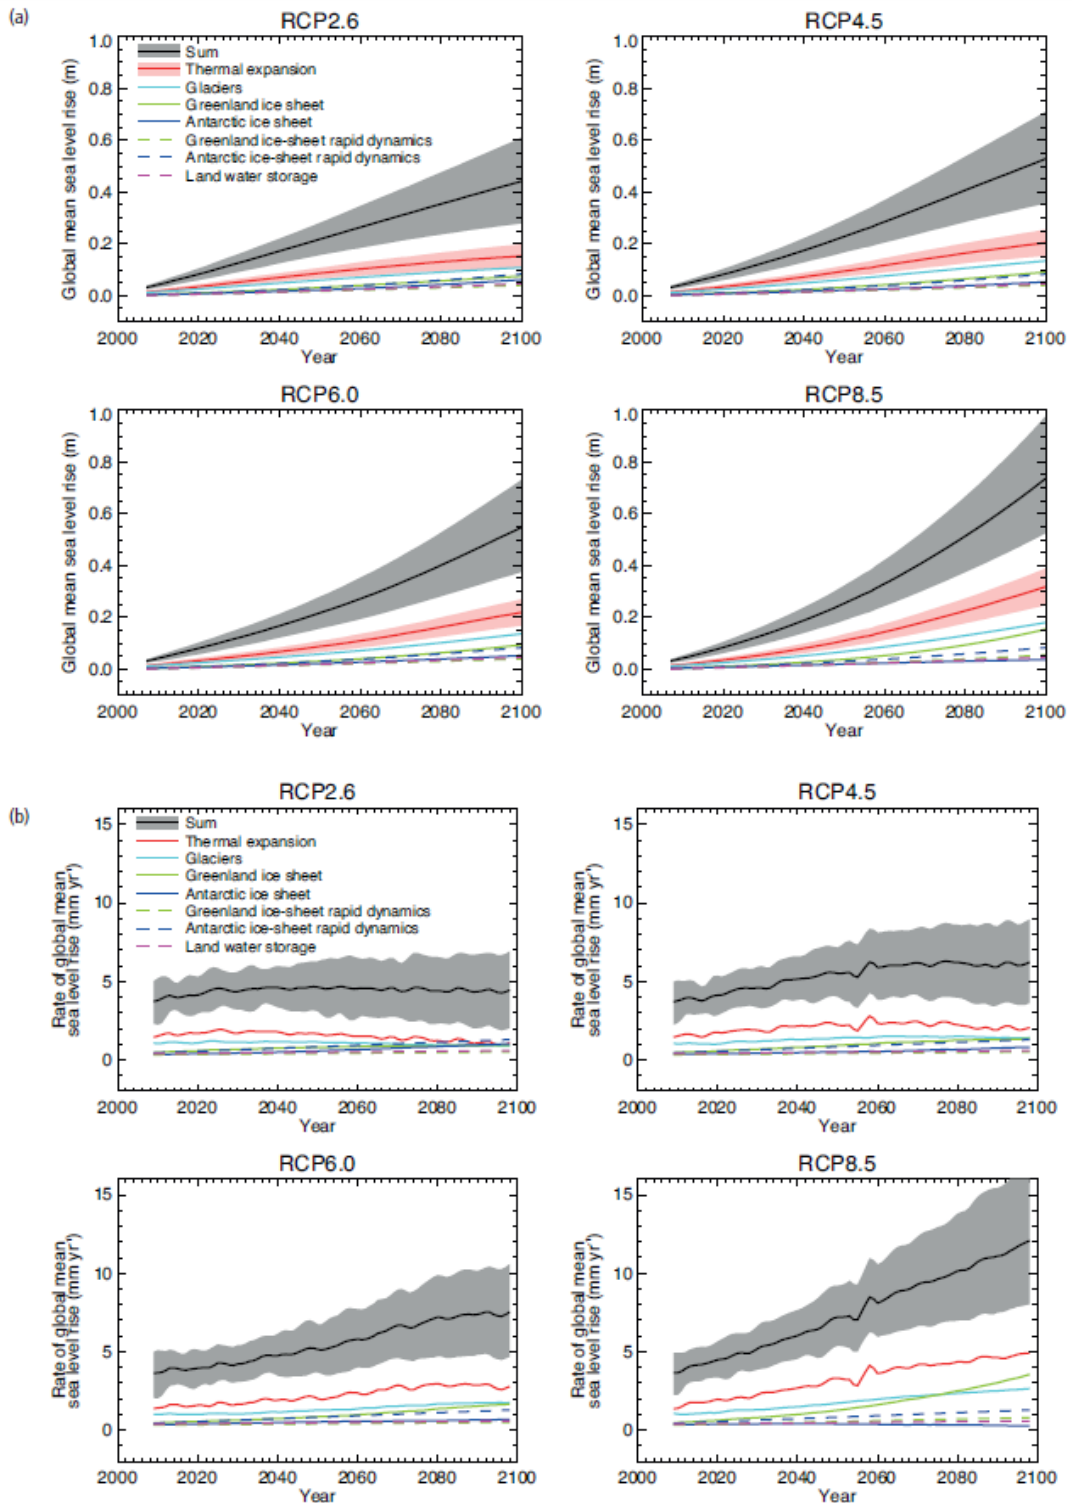 (a)
RCP2.6
Global mean sea level rise (m)
1.0
0.8
0.6
0.4
0.2
0.0
Sum
Thermal expansion
Glaciers
Greenland ice sheet
Antarctic ice sheet
Greenland ice-sheet rapid dynamics
Antarctic ice-sheet rapid dynamics
Land water storage
2000 2020 2040 2060 2080 2100
Year
RCP4.5
Global mean sea level rise (m)
1.0
0.8
0.6
0.4
0.2
0.0
2000 2020 2040 2060 2080 2100
Year
RCP6.0
Global mean sea level rise (m)
1.0
0.8
0.6
0.4
0.2
0.0
2000 2020 2040 2060 2080 2100
Year
RCP8.5
Global mean sea level rise (m)
1.0
0.8
0.6
0.4
0.2
0.0
2000 2020 2040 2060 2080 2100
Year
(b)
RCP2.6
Rate of global mean
sea level rise (mm yr⁻¹)
15
10
5
0
Sum
Thermal expansion
Glaciers
Greenland ice sheet
Antarctic ice sheet
Greenland ice-sheet rapid dynamics
Antarctic ice-sheet rapid dynamics
Land water storage
2000 2020 2040 2060 2080 2100
Year
RCP4.5
Rate of global mean
sea level rise (mm yr⁻¹)
15
10
5
0
2000 2020 2040 2060 2080 2100
Year
RCP6.0
Rate of global mean
sea level rise (mm yr⁻¹)
15
10
5
0
2000 2020 2040 2060 2080 2100
Year
RCP8.5
Rate of global mean
sea level rise (mm yr⁻¹)
15
10
5
0
2000 2020 2040 2060 2080 2100
Year